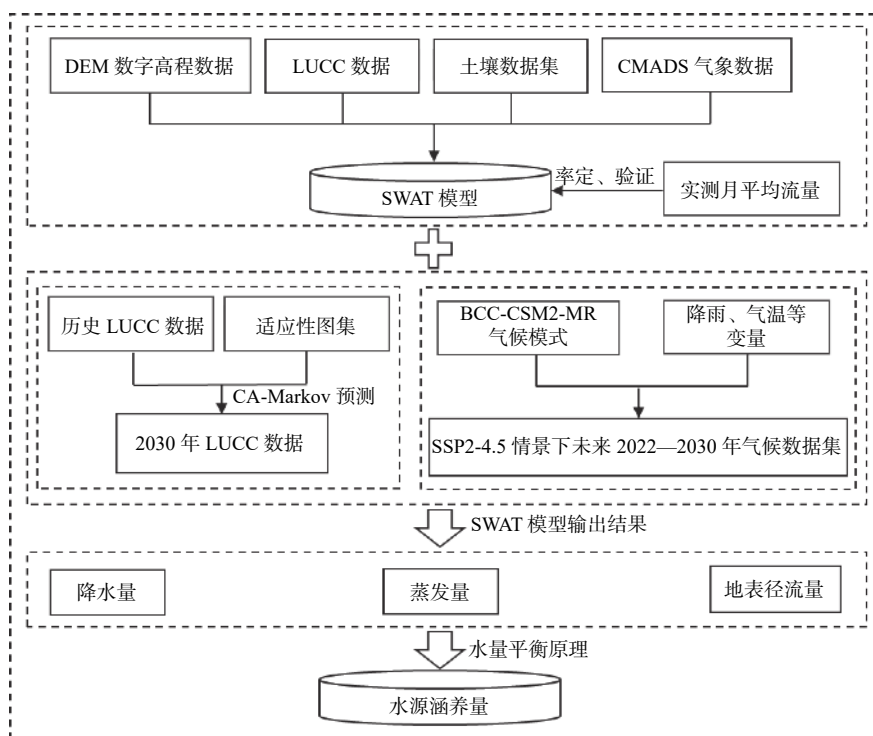 DEM 数字高程数据
LUCC 数据
土壤数据集
CMADS 气象数据
率定、验证
SWAT 模型
实测月平均流量
历史 LUCC 数据
适应性图集
BCC-CSM2-MR
气候模式
降雨、气温等
变量
CA-Markov 预测
2030 年 LUCC 数据
SSP2-4.5 情景下未来 2022—2030 年气候数据集
SWAT 模型输出结果
降水量
蒸发量
地表径流量
水量平衡原理
水源涵养量